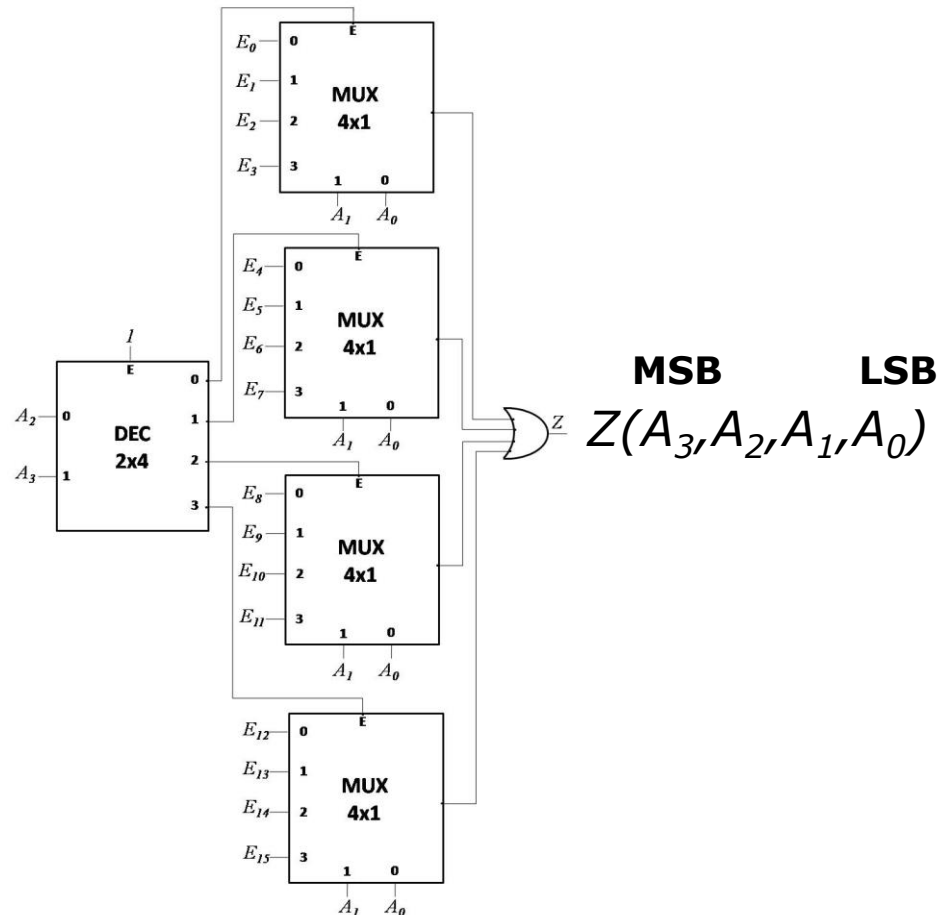 E
E₀ 0
E₁ 1
MUX
4x1
E₂ 2
E₃ 3
1 0
A₁ A₀
E
E₄ 0
E₅ 1
MUX
4x1
E₆ 2
E₇ 3
1 0
A₁ A₀
1
E
A₂ 0
A₃ 1
DEC
2x4
0
1
2
3
E
E₈ 0
E₉ 1
MUX
4x1
E₁₀ 2
E₁₁ 3
1 0
A₁ A₀
E
E₁₂ 0
E₁₃ 1
MUX
4x1
E₁₄ 2
E₁₅ 3
1 0
A₁ A₀
Z
MSB LSB
Z(A₃,A₂,A₁,A₀)